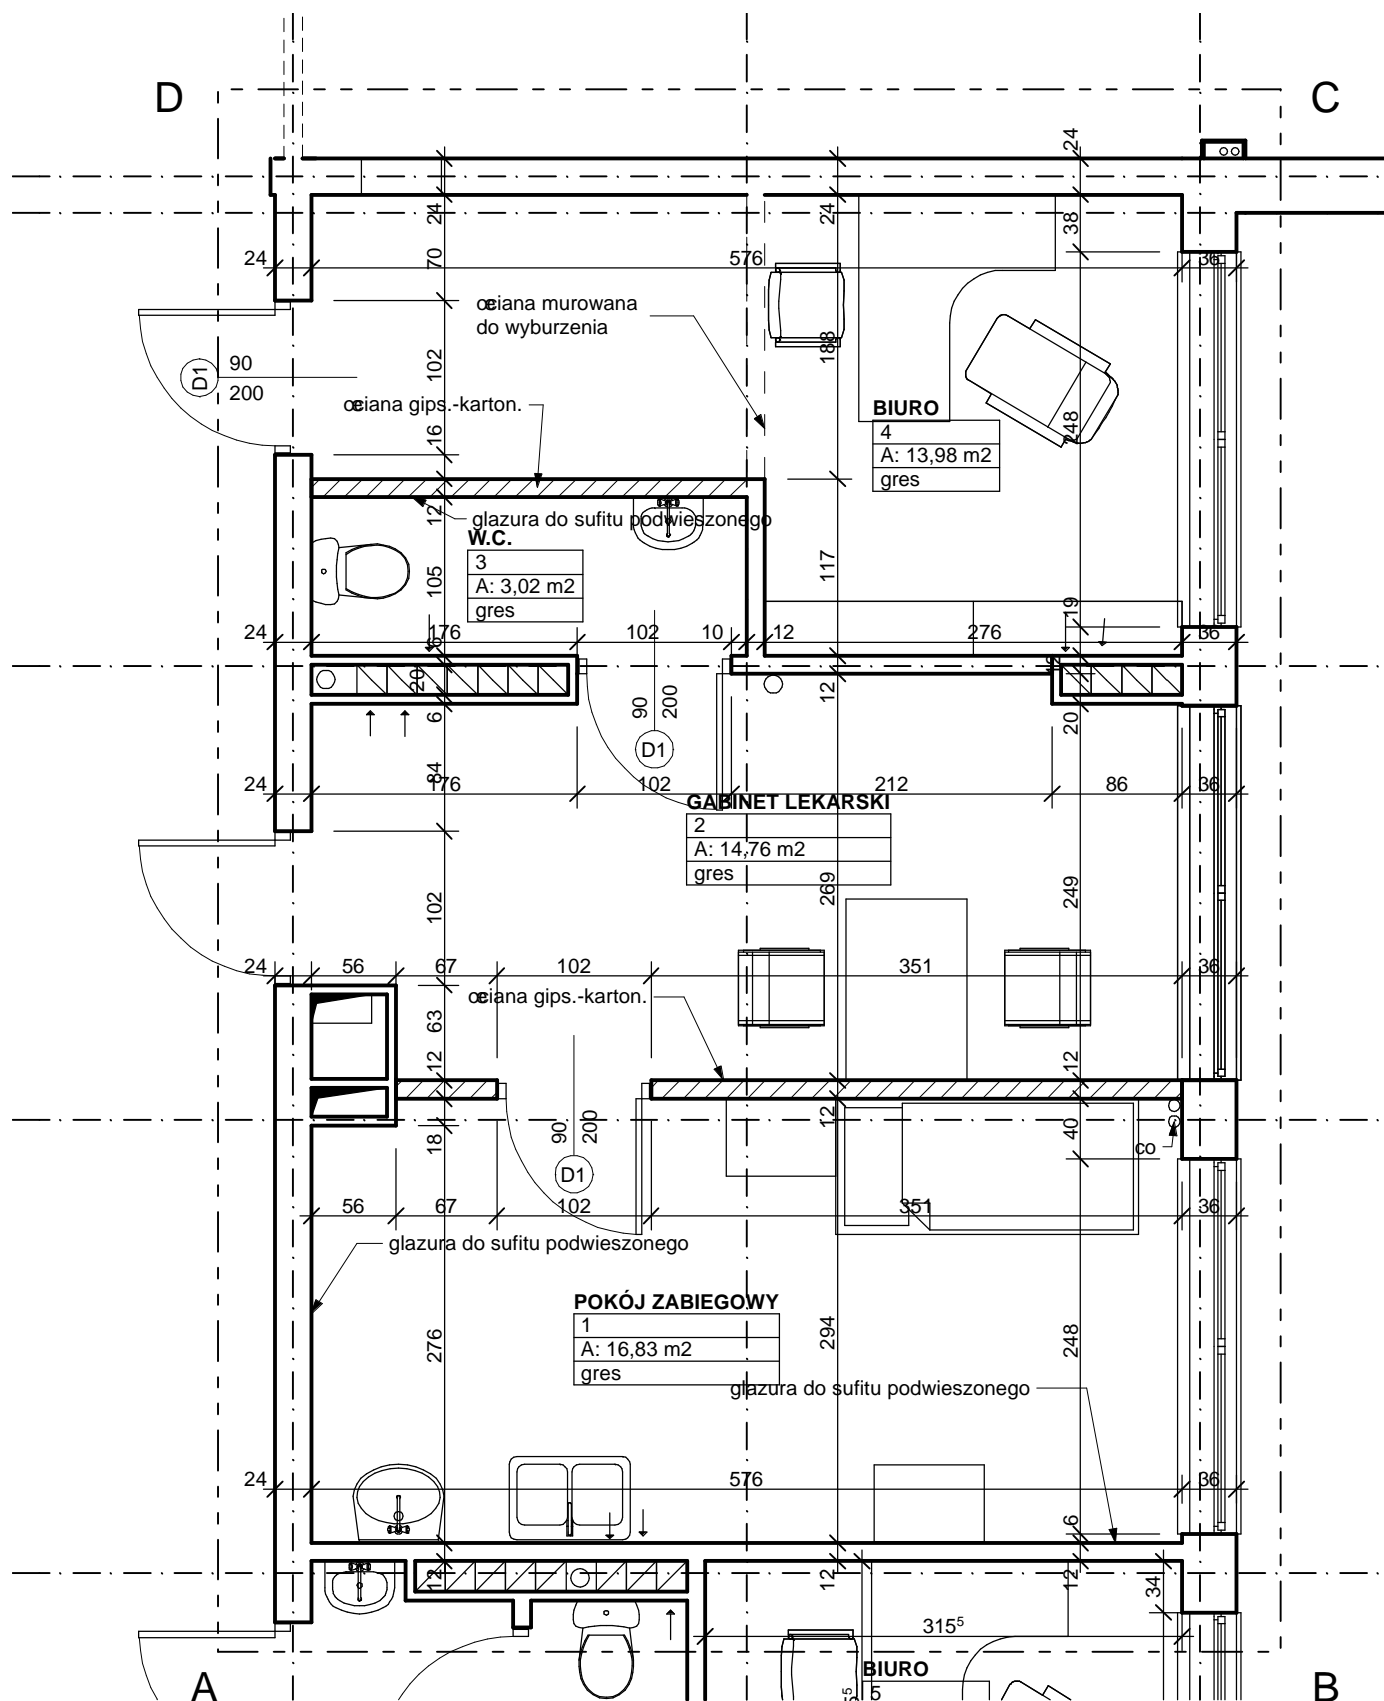 D
C
24
24
24
38
70
24
576
36
œciana murowana
do wyburzenia
188
D1
90
200
102
œciana gips.-karton.
16
248
BIURO
4
A: 13,98 m2
gres
12
glazura do sufitu podwieszonego
W.C.
3
A: 3,02 m2
gres
105
117
19
24
176
102
10
12
276
36
6
20
12
12
6
20
90
200
D1
84
24
176
102
212
86
36
GABINET LEKARSKI
2
A: 14,76 m2
gres
102
269
249
24
56
67
102
351
36
œciana gips.-karton.
63
12
12
12
18
40
90
200
D1
co
56
67
102
351
36
glazura do sufitu podwieszonego
POKÓJ ZABIEGOWY
1
A: 16,83 m2
gres
276
294
248
glazura do sufitu podwieszonego
24
576
36
6
12
12
12
34
315⁵
A
BIURO
5
B